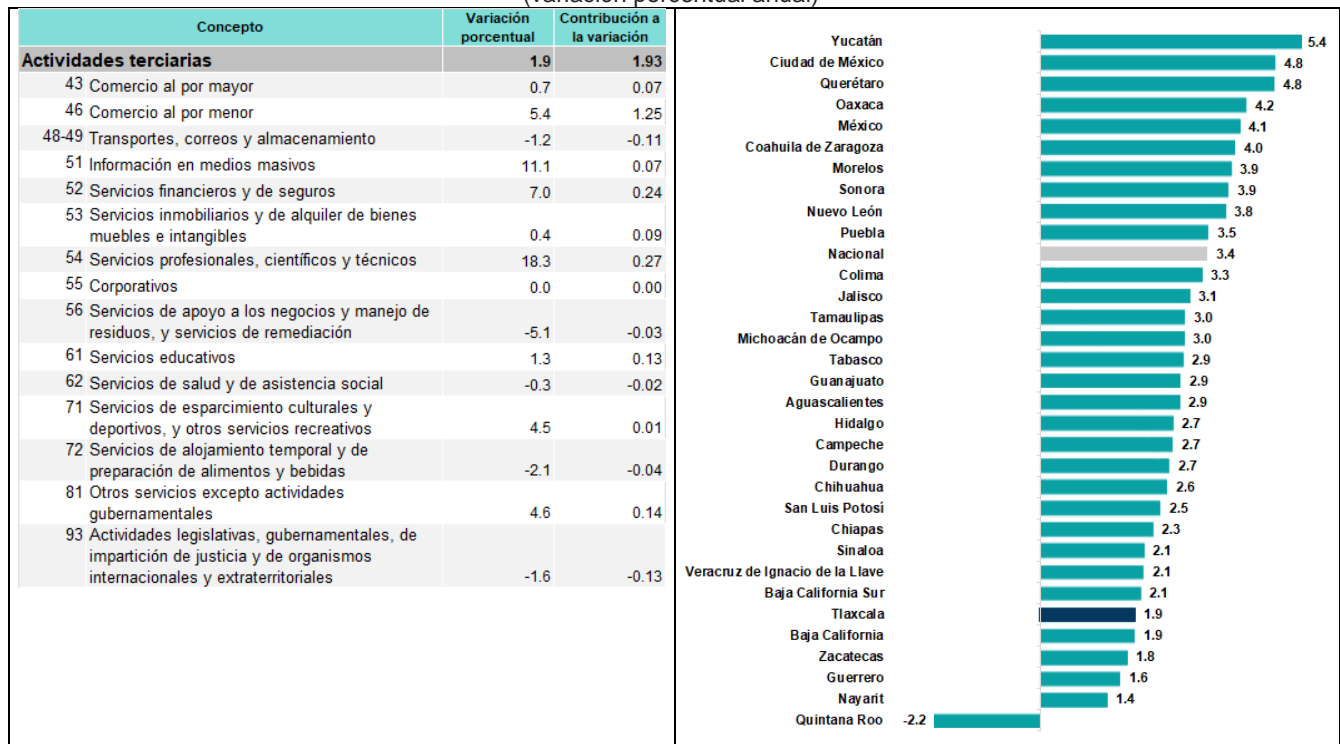 (variación porcentual anual)
Concepto
Variación
porcentual
Contribución a
la variación
Actividades terciarias 1.9 1.93
43 Comercio al por mayor 0.7 0.07
46 Comercio al por menor 5.4 1.25
48-49 Transportes, correos y almacenamiento -1.2 -0.11
51 Información en medios masivos 11.1 0.07
52 Servicios financieros y de seguros 7.0 0.24
53 Servicios inmobiliarios y de alquiler de bienes
muebles e intangibles 0.4 0.09
54 Servicios profesionales, científicos y técnicos 18.3 0.27
55 Corporativos 0.0 0.00
56 Servicios de apoyo a los negocios y manejo de
residuos, y servicios de remediación -5.1 -0.03
61 Servicios educativos 1.3 0.13
62 Servicios de salud y de asistencia social -0.3 -0.02
71 Servicios de esparcimiento culturales y
deportivos, y otros servicios recreativos 4.5 0.01
72 Servicios de alojamiento temporal y de
preparación de alimentos y bebidas -2.1 -0.04
81 Otros servicios excepto actividades
gubernamentales 4.6 0.14
93 Actividades legislativas, gubernamentales, de
impartición de justicia y de organismos
internacionales y extraterritoriales -1.6 -0.13
Yucatán 5.4
Ciudad de México 4.8
Querétaro 4.8
Oaxaca 4.2
México 4.1
Coahuila de Zaragoza 4.0
Morelos 3.9
Sonora 3.9
Nuevo León 3.8
Puebla 3.5
Nacional 3.4
Colima 3.3
Jalisco 3.1
Tamaulipas 3.0
Michoacán de Ocampo 3.0
Tabasco 2.9
Guanajuato 2.9
Aguascalientes 2.9
Hidalgo 2.7
Campeche 2.7
Durango 2.7
Chihuahua 2.6
San Luis Potosí 2.5
Chiapas 2.3
Sinaloa 2.1
Veracruz de Ignacio de la Llave 2.1
Baja California Sur 2.1
Tlaxcala 1.9
Baja California 1.9
Zacatecas 1.8
Guerrero 1.6
Nayarit 1.4
Quintana Roo -2.2